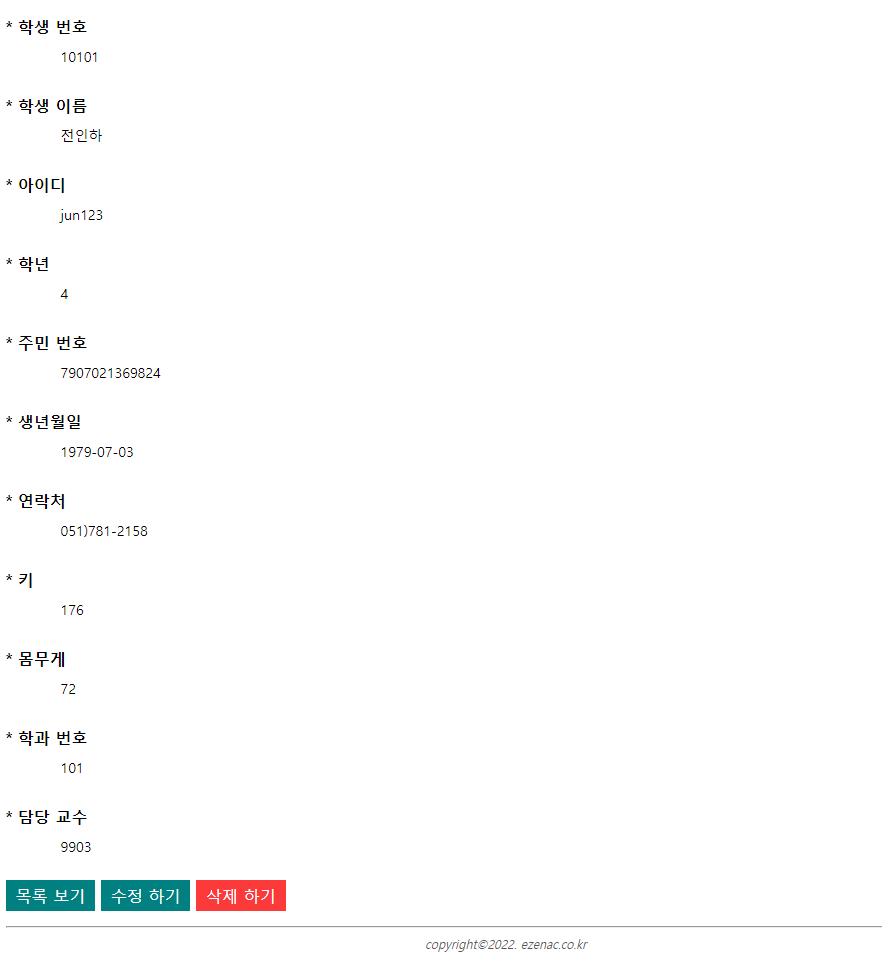 * 학생 번호
10101
* 학생 이름
전인하
* 아이디
jun123
* 학년
4
* 주민 번호
7907021369824
* 생년월일
1979-07-03
* 연락처
051)781-2158
* 키
176
* 몸무게
72
* 학과 번호
101
* 담당 교수
9903
목록 보기 수정 하기 삭제 하기
copyright©2022. ezenac.co.kr